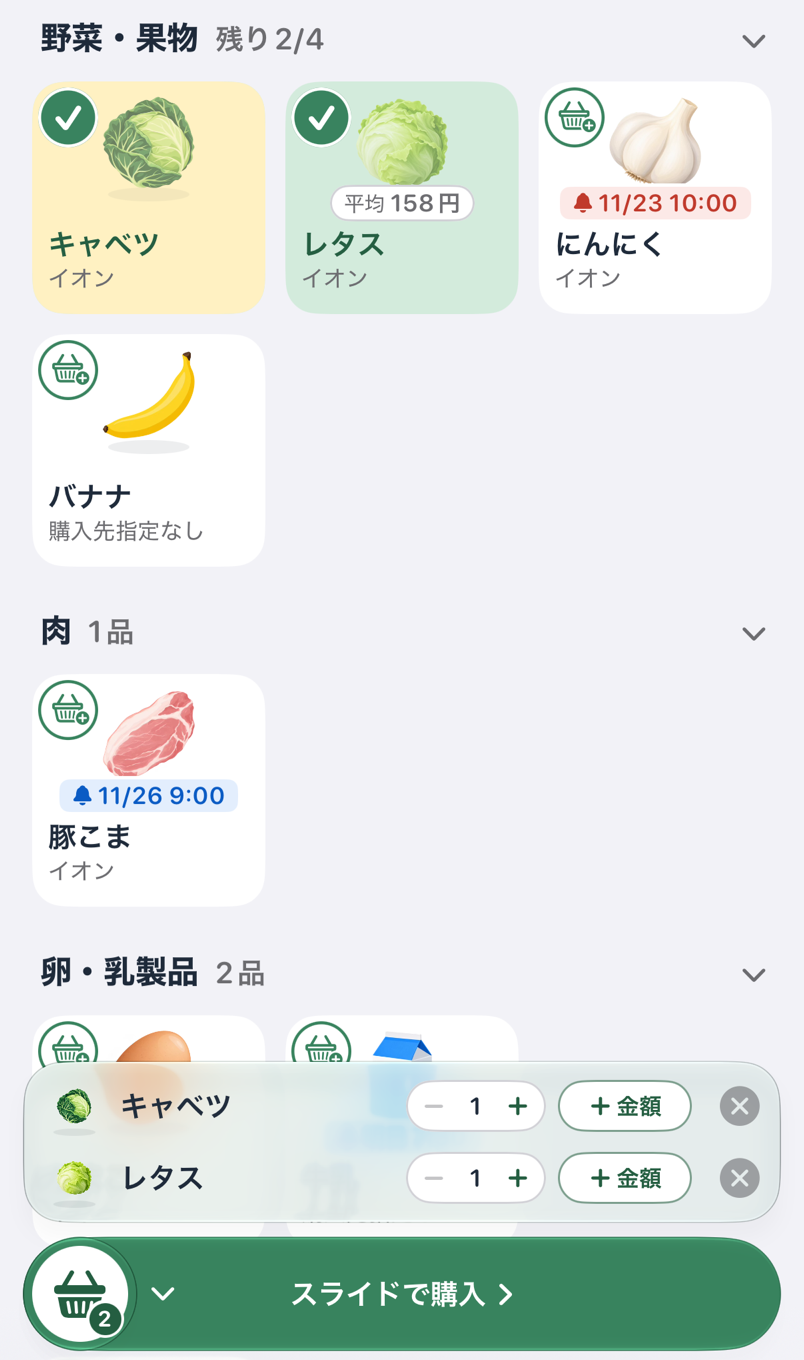 野菜・果物 残り2/4
平均 158円
11/23 10:00
キャベツ
レタス
にんにく
イオン
イオン
イオン
バナナ
購入先指定なし
肉 1品
11/26 9:00
豚こま
イオン
卵・乳製品 2品
キャベツ 1 +金額
レタス 1 +金額
2 スライドで購入